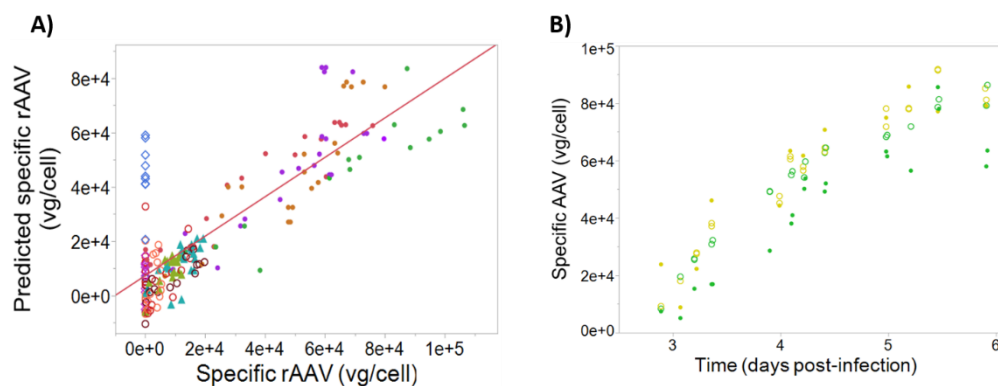 A)
Predicted specific rAAV
(vg/cell)
8e+4
6e+4
4e+4
2e+4
0e+0
0e+0 2e+4 4e+4 6e+4 8e+4 1e+5
Specific rAAV (vg/cell)
B)
Specific AAV (vg/cell)
1e+5
8e+4
6e+4
4e+4
2e+4
0e+0
3 4 5 6
Time (days post-infection)